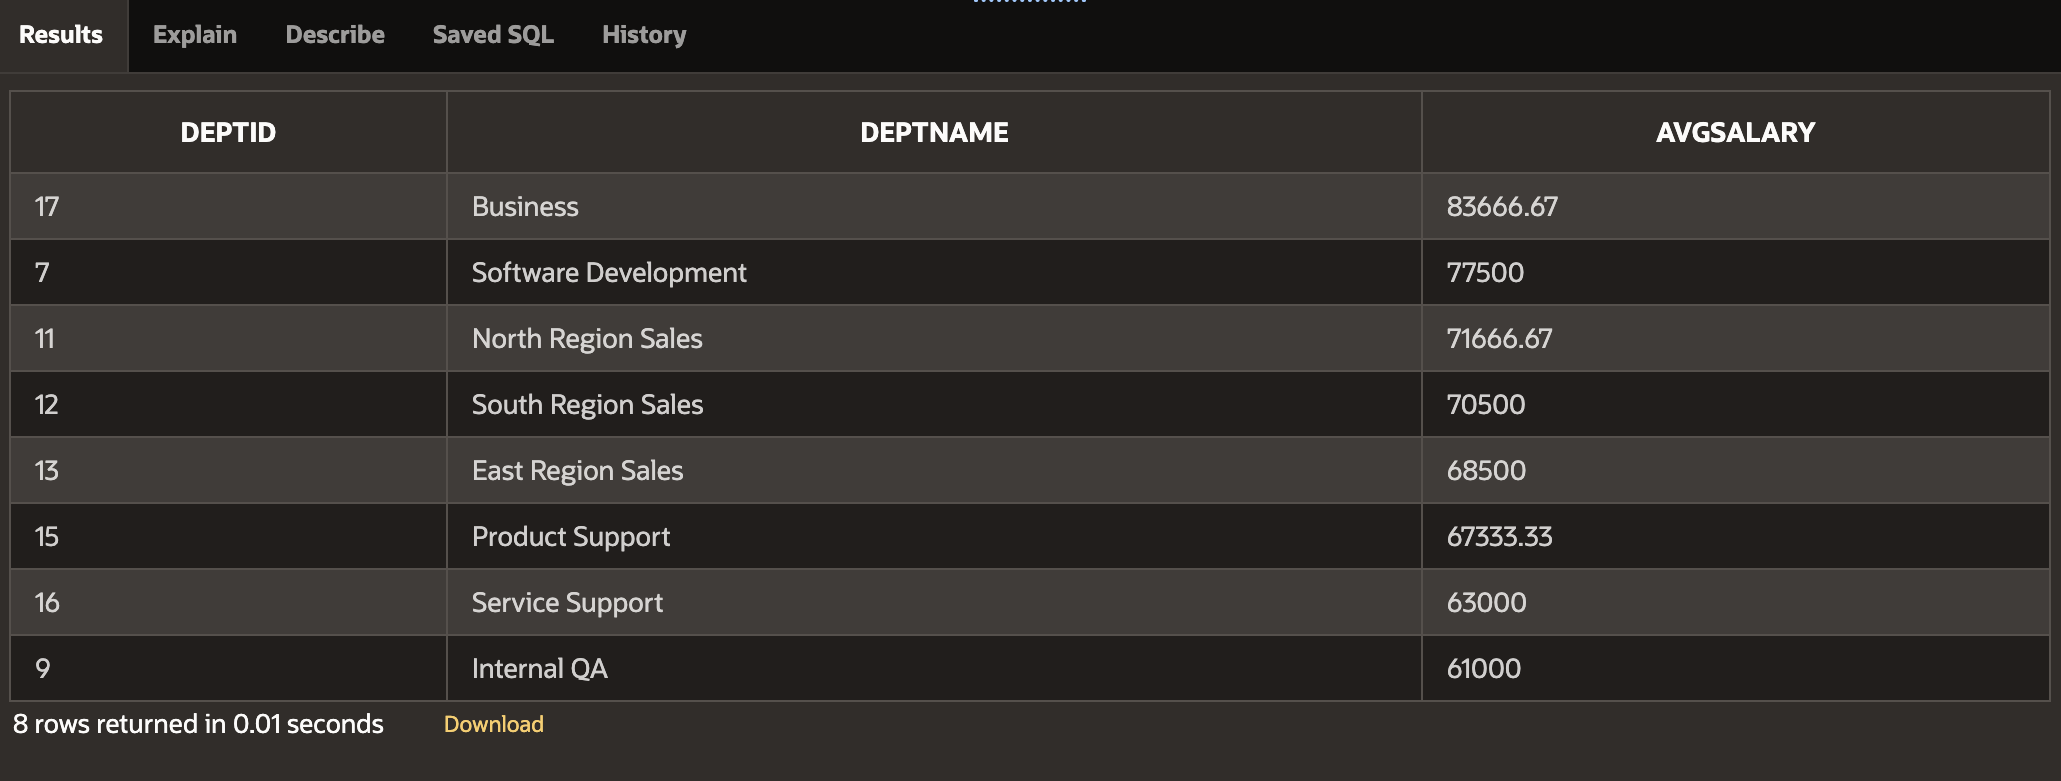 Results Explain Describe Saved SQL History
DEPTID DEPTNAME AVGSALARY
17 Business 83666.67
7 Software Development 77500
11 North Region Sales 71666.67
12 South Region Sales 70500
13 East Region Sales 68500
15 Product Support 67333.33
16 Service Support 63000
9 Internal QA 61000
8 rows returned in 0.01 seconds Download